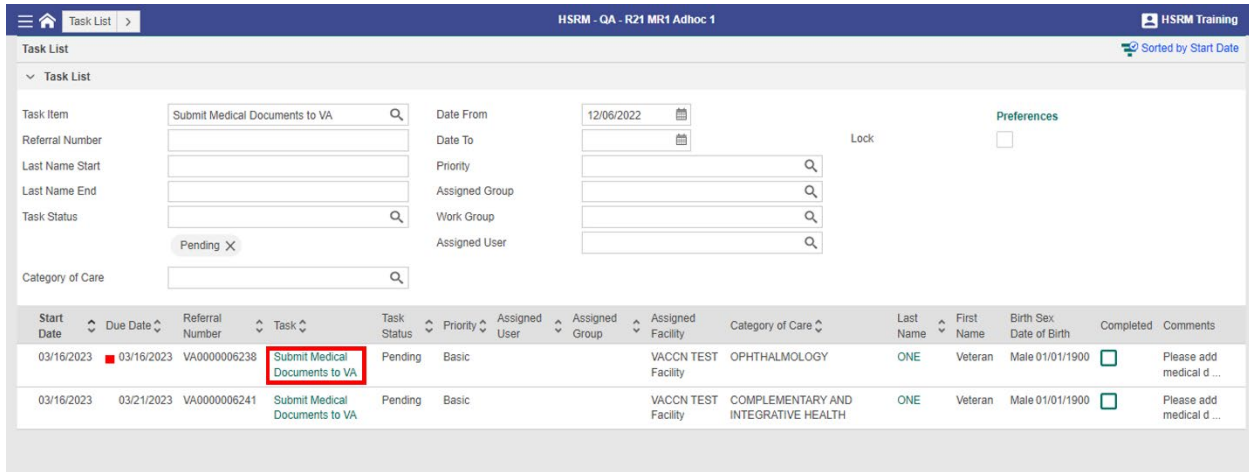 Task List >
HSRM - QA - R21 MR1 Adhoc 1
HSRM Training
Task List
Sorted by Start Date
Task List
Task Item
Submit Medical Documents to VA
Date From
12/06/2022
Preferences
Referral Number
Date To
Lock
Last Name Start
Priority
Last Name End
Assigned Group
Task Status
Work Group
Pending X
Assigned User
Category of Care
Start Date Due Date Referral Number Task Task Status Priority Assigned User Assigned Group Assigned Facility Category of Care Last Name First Name Birth Sex Date of Birth Completed Comments
03/16/2023 03/16/2023 VA0000006238 Submit Medical Documents to VA Pending Basic VACCN TEST Facility OPHTHALMOLOGY ONE Veteran Male 01/01/1900 Please add medical d ...
03/16/2023 03/21/2023 VA0000006241 Submit Medical Documents to VA Pending Basic VACCN TEST Facility COMPLEMENTARY AND INTEGRATIVE HEALTH ONE Veteran Male 01/01/1900 Please add medical d ...